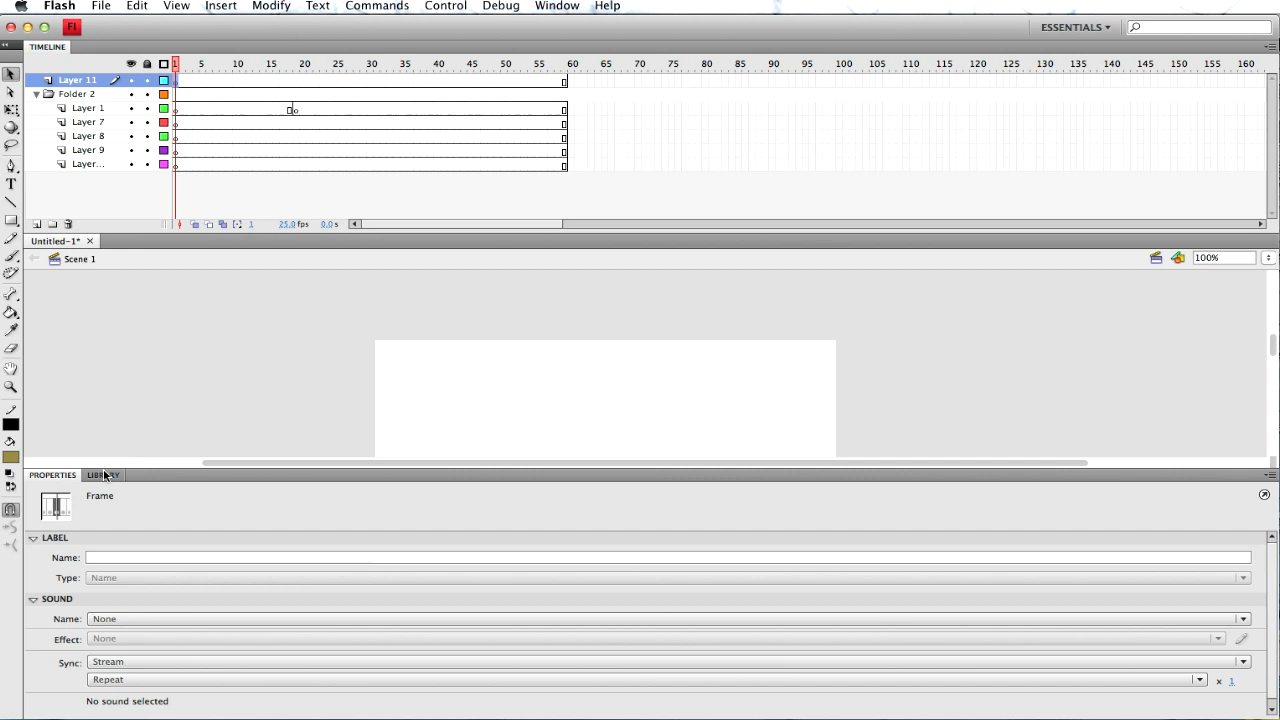 Flash File Edit View Insert Modify Text Commands Control Debug Window Help
Fl ESSENTIALS
TIMELINE
1 5 10 15 20 25 30 35 40 45 50 55 60 65 70 75 80 85 90 95 100 105 110 115 120 125 130 135 140 145 150 155 160
Layer 11
Folder 2
Layer 1
Layer 7
Layer 8
Layer 9
Layer...
1 25.0 fps 0.0 s
Untitled-1*
Scene 1 100%
PROPERTIES LIBRARY
Frame
LABEL
Name:
Type: Name
SOUND
Name: None
Effect: None
Sync: Stream
Repeat x 1
No sound selected
T